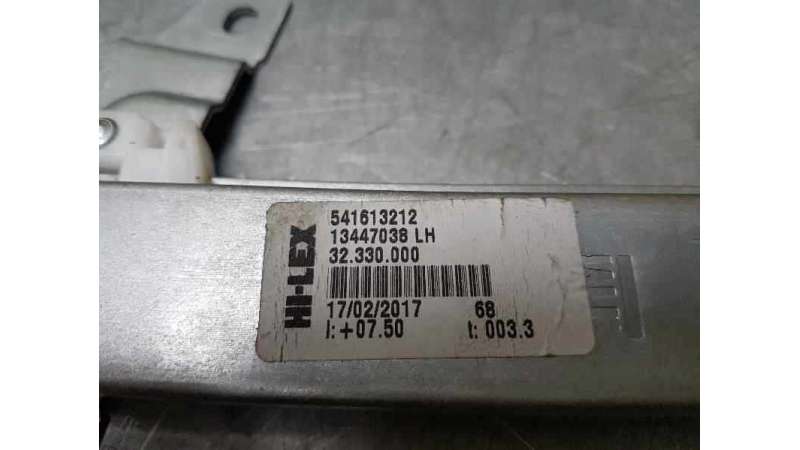 HI-LEX
541613212
13447038 LH
32.330.000
17/02/2017 68
l:+07.50 t: 003.3